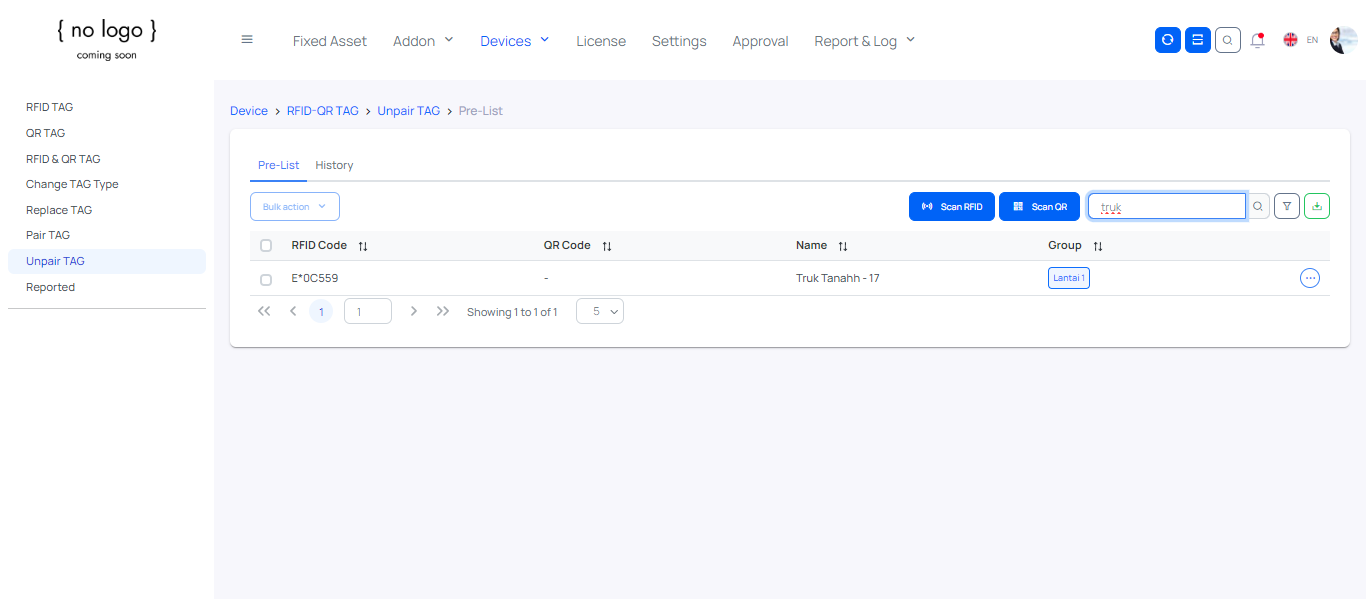 { no logo }
coming soon
Fixed Asset Addon Devices License Settings Approval Report & Log EN
RFID TAG
QR TAG
RFID & QR TAG
Change TAG Type
Replace TAG
Pair TAG
Unpair TAG
Reported
Device > RFID-QR TAG > Unpair TAG > Pre-List
Pre-List History
Bulk action Scan RFID Scan QR truk
RFID Code QR Code Name Group
E*0C559 - Truk Tanahh - 17 Lantai 1
1 1 Showing 1 to 1 of 1 5